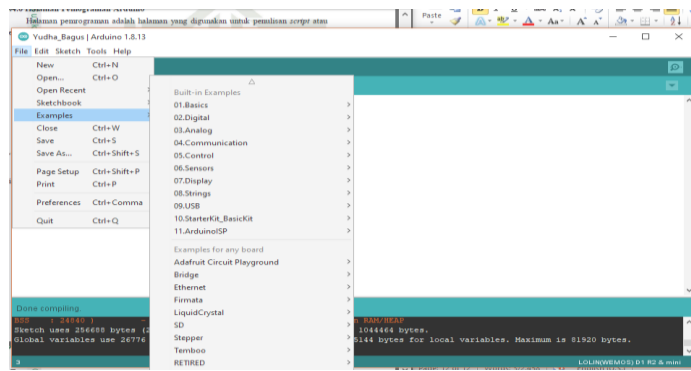 Halaman pemrograman adalah halaman yang digunakan untuk penulisan script atau
Paste
Yudha_Bagus | Arduino 1.8.13
File Edit Sketch Tools Help
New Ctrl+N
Open... Ctrl+O
Open Recent
Sketchbook
Examples
Close Ctrl+W
Save Ctrl+S
Save As... Ctrl+Shift+S
Page Setup Ctrl+Shift+P
Print Ctrl+P
Preferences Ctrl+Comma
Quit Ctrl+Q
Built-in Examples
01.Basics
02.Digital
03.Analog
04.Communication
05.Control
06.Sensors
07.Display
08.Strings
09.USB
10.StarterKit_BasicKit
11.ArduinoISP
Examples for any board
Adafruit Circuit Playground
Bridge
Ethernet
Firmata
LiquidCrystal
SD
Stepper
Temboo
RETIRED
Done compiling.
BSS : 24840 ) - RAM/HEAP
Sketch uses 256688 bytes (2 1044464 bytes.
Global variables use 26776 5144 bytes for local variables. Maximum is 81920 bytes.
3 LOLIN(WEMOS) D1 R2 & mini